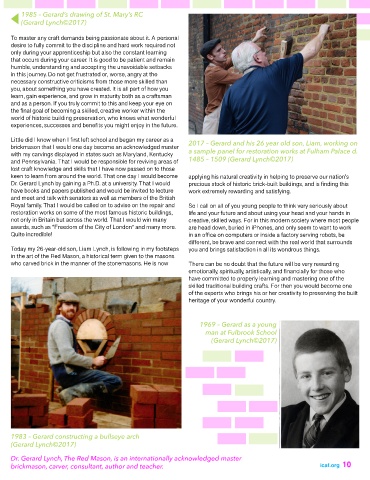 1985 - Gerard's drawing of St. Mary's RC
(Gerard Lynch©2017)
To master any craft demands being passionate about it. A personal
desire to fully commit to the discipline and hard work required not
only during your apprenticeship but also the constant learning
that occurs during your career. It is good to be patient and remain
humble, understanding and accepting the unavoidable setbacks
in this journey. Do not get frustrated or, worse, angry at the
necessary constructive criticisms from those more skilled than
you, about something you have created. It is all part of how you
learn, gain experience, and grow in maturity both as a craftsman
and as a person. If you truly commit to this and keep your eye on
the final goal of becoming a skilled, creative worker within the
world of historic building preservation, who knows what wonderful
experiences, successes and benefits you might enjoy in the future.
Little did I know when I first left school and began my career as a
brickmason that I would one day become an acknowledged master
with my carvings displayed in states such as Maryland, Kentucky
and Pennsylvania. That I would be responsible for reviving areas of
lost craft knowledge and skills that I have now passed on to those
keen to learn from around the world. That one day I would become
Dr. Gerard Lynch by gaining a Ph.D. at a university. That I would
have books and papers published and would be invited to lecture
and meet and talk with senators as well as members of the British
Royal family. That I would be called on to advise on the repair and
restoration works on some of the most famous historic buildings,
not only in Britain but across the world. That I would win many
awards, such as "Freedom of the City of London" and many more.
Quite incredible!
Today my 26-year-old son, Liam Lynch, is following in my footsteps
in the art of the Red Mason, a historical term given to the masons
who carved brick in the manner of the stonemasons. He is now
2017 - Gerard and his 26 year old son, Liam, working on
a sample panel for restoration works at Fulham Palace d.
1485 - 1509 (Gerard Lynch©2017)
applying his natural creativity in helping to preserve our nation's
precious stock of historic brick-built buildings, and is finding this
work extremely rewarding and satisfying.
So I call on all of you young people to think very seriously about
life and your future and about using your head and your hands in
creative, skilled ways. For in this modern society where most people
are head down, buried in iPhones, and only seem to want to work
in an office on computers or inside a factory serving robots, be
different, be brave and connect with the real world that surrounds
you and brings satisfaction in all its wondrous things.
There can be no doubt that the future will be very rewarding
emotionally, spiritually, artistically, and financially for those who
have committed to properly learning and mastering one of the
skilled traditional building crafts. For then you would become one
of the experts who brings his or her creativity to preserving the built
heritage of your wonderful country.
1969 - Gerard as a young
man at Fulbrook School
(Gerard Lynch©2017)
1983 - Gerard constructing a bullseye arch
(Gerard Lynch©2017)
Dr. Gerard Lynch, The Red Mason, is an internationally acknowledged master
brickmason, carver, consultant, author and teacher.
ical.org 10